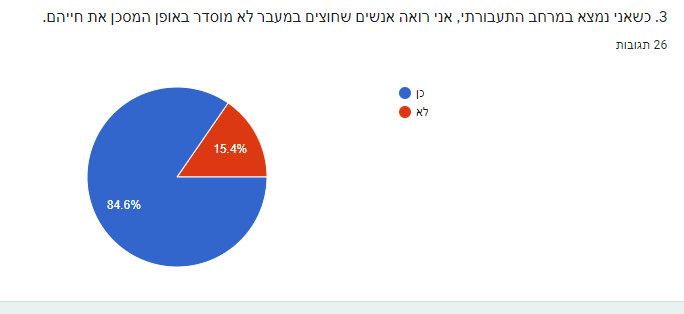 3. כשאני נמצא במרחב התעבורתי, אני רואה אנשים שחוצים במעבר לא מוסדר באופן המסכן את חייהם.
26 תגובות
כן
לא
15.4%
84.6%